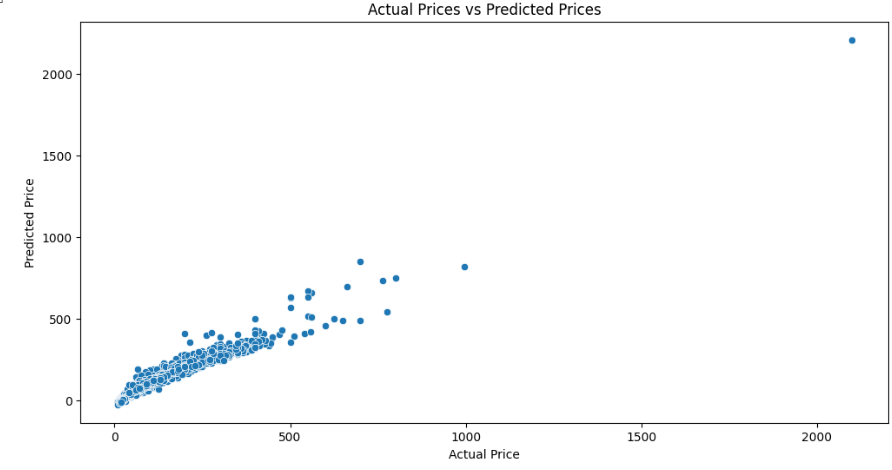 Actual Prices vs Predicted Prices
2000
1500
1000
500
0
Predicted Price
0 500 1000 1500 2000
Actual Price